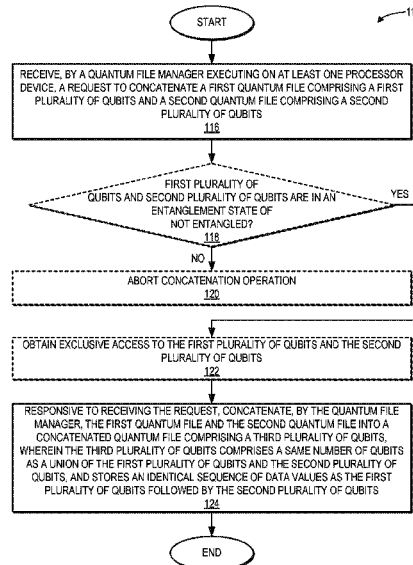 START
11
RECEIVE, BY A QUANTUM FILE MANAGER EXECUTING ON AT LEAST ONE PROCESSOR
DEVICE, A REQUEST TO CONCATENATE A FIRST QUANTUM FILE COMPRISING A FIRST
PLURALITY OF QUBITS AND A SECOND QUANTUM FILE COMPRISING A SECOND
PLURALITY OF QUBITS
116
FIRST PLURALITY OF
QUBITS AND SECOND PLURALITY OF QUBITS ARE IN AN
ENTANGLEMENT STATE OF
NOT ENTANGLED?
118
YES
NO
ABORT CONCATENATION OPERATION
120
OBTAIN EXCLUSIVE ACCESS TO THE FIRST PLURALITY OF QUBITS AND THE SECOND
PLURALITY OF QUBITS
122
RESPONSIVE TO RECEIVING THE REQUEST, CONCATENATE, BY THE QUANTUM FILE
MANAGER, THE FIRST QUANTUM FILE AND THE SECOND QUANTUM FILE INTO A
CONCATENATED QUANTUM FILE COMPRISING A THIRD PLURALITY OF QUBITS,
WHEREIN THE THIRD PLURALITY OF QUBITS COMPRISES A SAME NUMBER OF QUBITS
AS A UNION OF THE FIRST PLURALITY OF QUBITS AND THE SECOND PLURALITY OF
QUBITS, AND STORES AN IDENTICAL SEQUENCE OF DATA VALUES AS THE FIRST
PLURALITY OF QUBITS FOLLOWED BY THE SECOND PLURALITY OF QUBITS
124
END